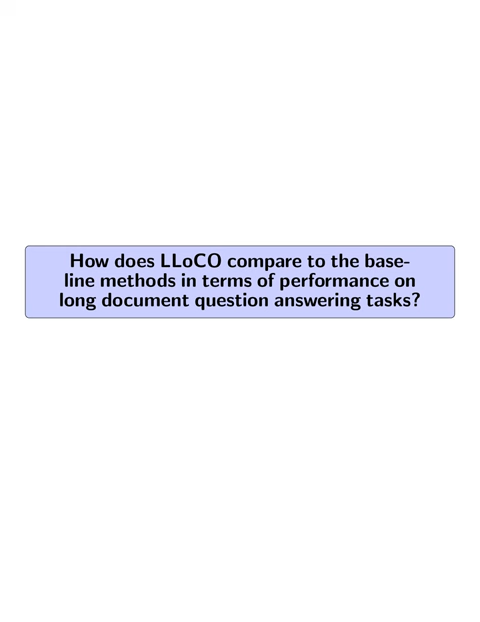 How does LLoCO compare to the base-
line methods in terms of performance on
long document question answering tasks?